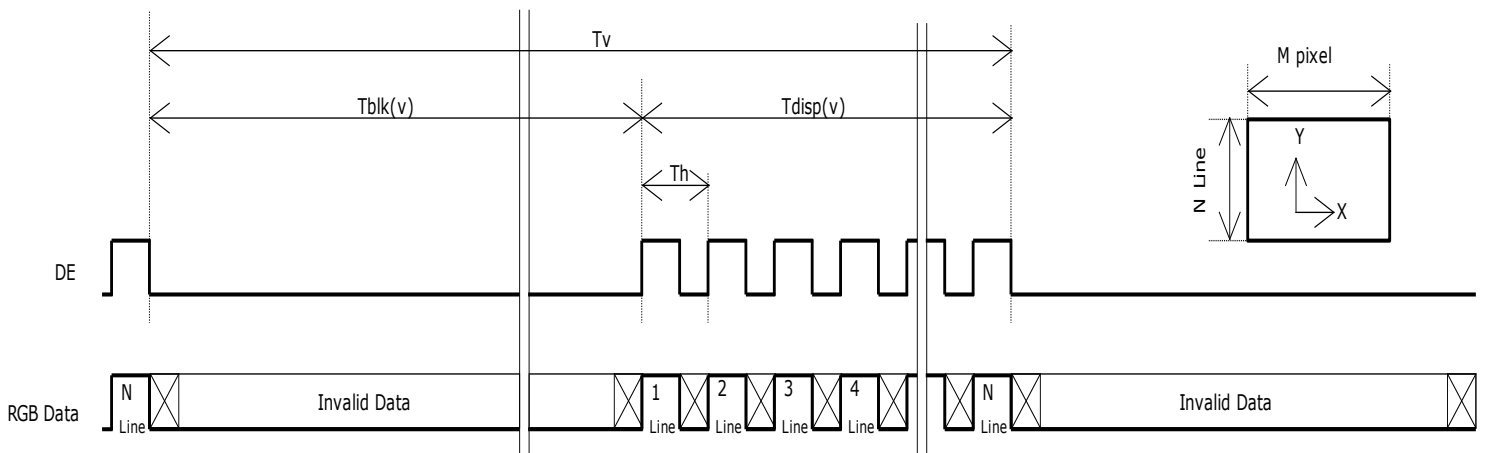 Tv
M pixel
Tblk(v)
Tdisp(v)
Th
N Line
Y
X
DE
RGB Data
N
Line
Invalid Data
1
Line
2
Line
3
Line
4
Line
N
Line
Invalid Data